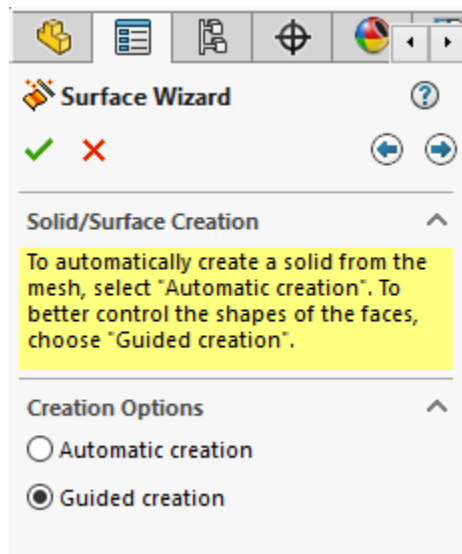 Surface Wizard
Solid/Surface Creation
To automatically create a solid from the
mesh, select "Automatic creation". To
better control the shapes of the faces,
choose "Guided creation".
Creation Options
Automatic creation
Guided creation